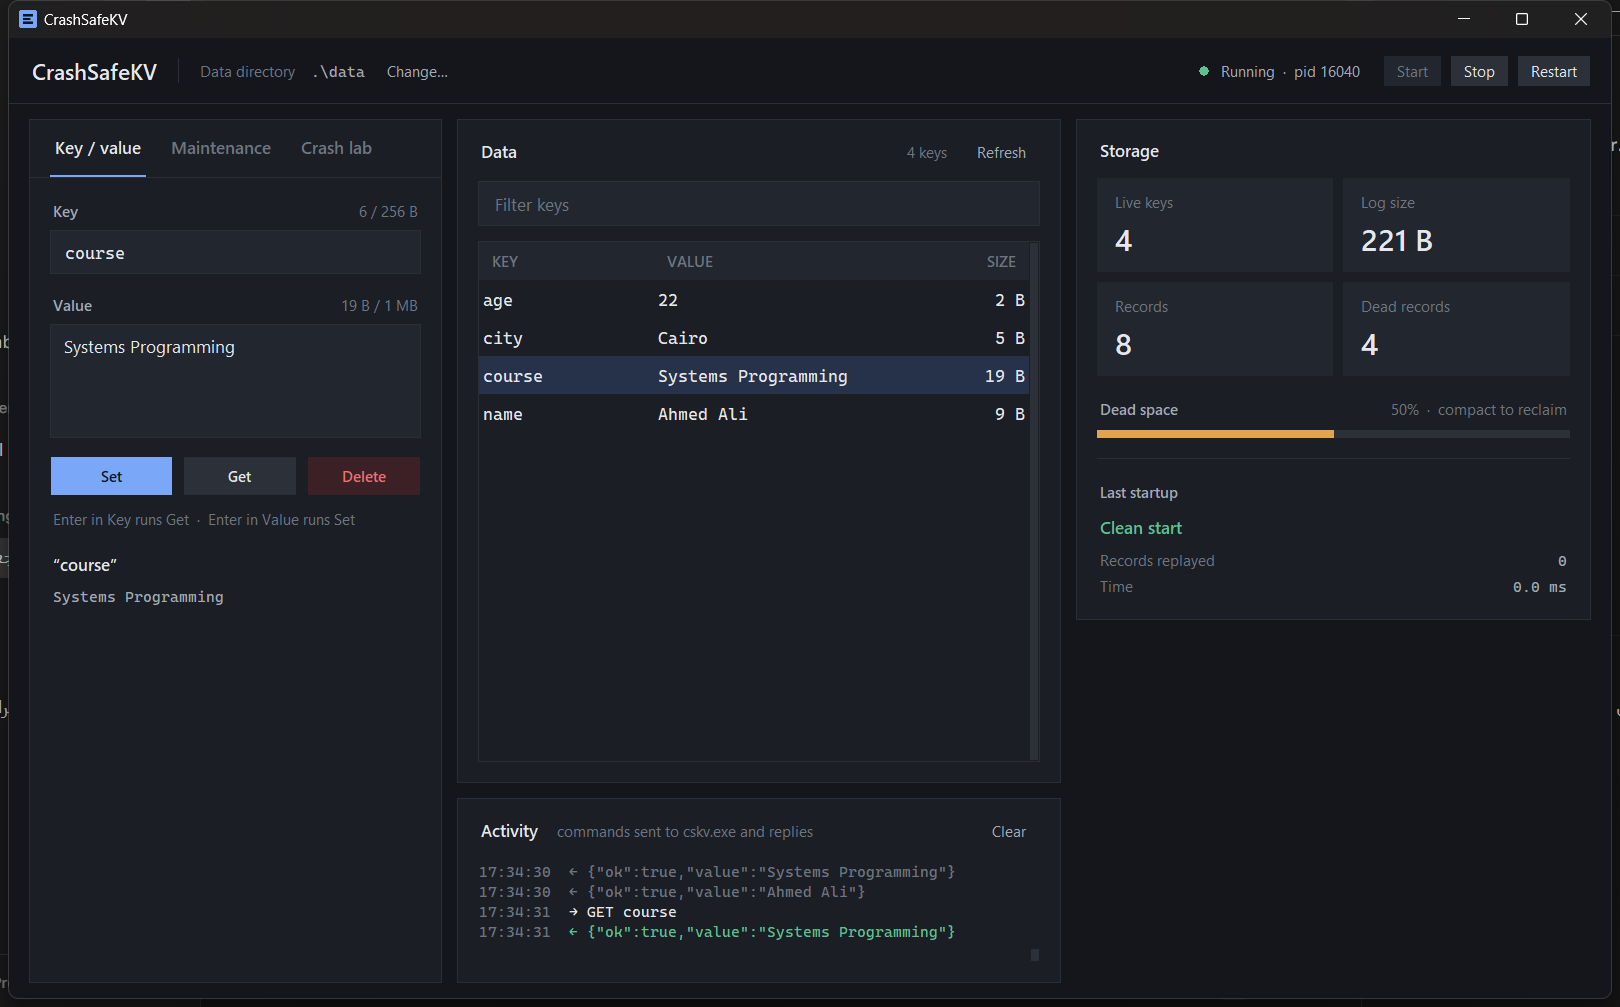 CrashSafeKV
CrashSafeKV
Data directory .\data Change...
Running · pid 16040
Start
Stop
Restart
Key / value
Maintenance
Crash lab
Key
6 / 256 B
course
Value
19 B / 1 MB
Systems Programming
Set
Get
Delete
Enter in Key runs Get · Enter in Value runs Set
“course”
Systems Programming
Data
4 keys
Refresh
Filter keys
KEY VALUE SIZE
age 22 2 B
city Cairo 5 B
course Systems Programming 19 B
name Ahmed Ali 9 B
Activity commands sent to cskv.exe and replies
Clear
17:34:30 ← {"ok":true,"value":"Systems Programming"}
17:34:30 ← {"ok":true,"value":"Ahmed Ali"}
17:34:31 → GET course
17:34:31 ← {"ok":true,"value":"Systems Programming"}
Storage
Live keys
4
Log size
221 B
Records
8
Dead records
4
Dead space
50% · compact to reclaim
Last startup
Clean start
Records replayed 0
Time 0.0 ms